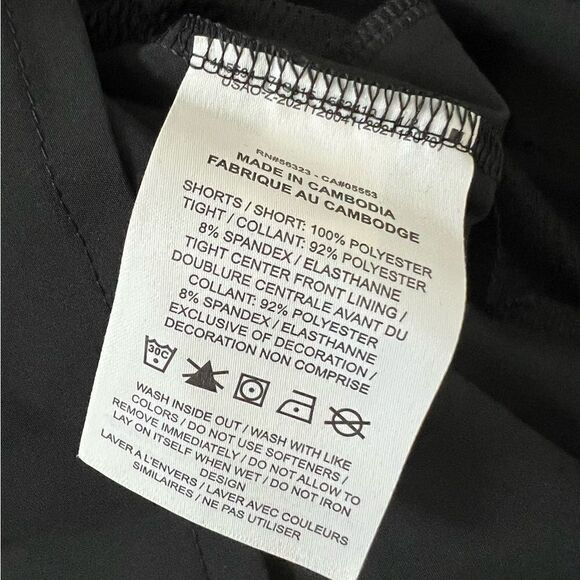 RN#56323 - CA#05553
MADE IN CAMBODIA
FABRIQUE AU CAMBODGE
SHORTS / SHORT: 100% POLYESTER
TIGHT / COLLANT: 92% POLYESTER
8% SPANDEX / ELASTHANNE
TIGHT CENTER FRONT LINING /
DOUBLURE CENTRALE AVANT DU
COLLANT: 92% POLYESTER
8% SPANDEX / ELASTHANNE
EXCLUSIVE OF DECORATION /
DECORATION NON COMPRISE
30C
WASH INSIDE OUT / WASH WITH LIKE
COLORS / DO NOT USE SOFTENERS /
REMOVE IMMEDIATELY / DO NOT ALLOW TO
LAY ON ITSELF WHEN WET / DO NOT IRON
DESIGN
LAVER A L'ENVERS / LAVER AVEC COULEURS
SIMILAIRES / NE PAS UTILISER